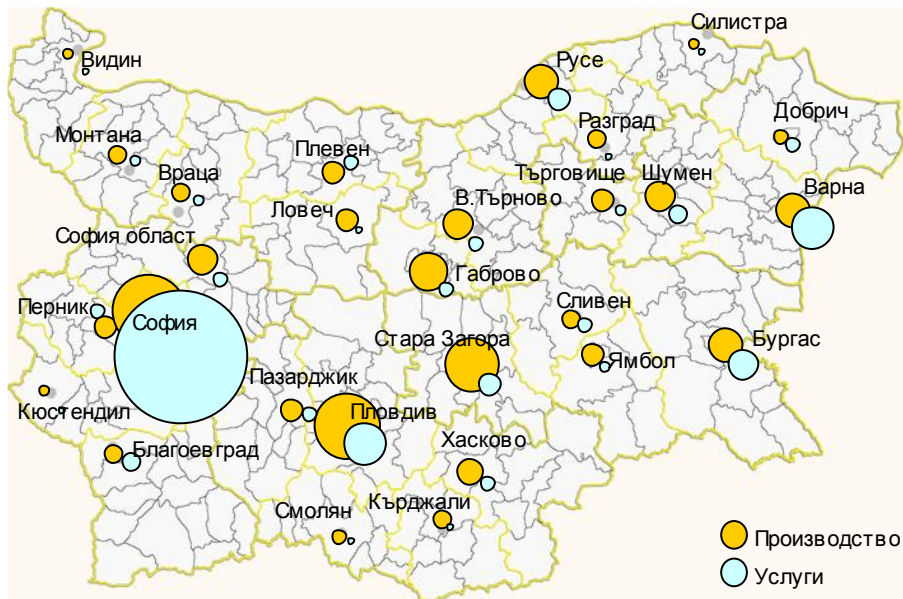 Силистра
Видин
Русе
Добрич
Разград
Монтана
Плевен
Враца
Търговище
Шумен
Варна
Ловеч
В.Търново
София област
Габрово
Перник
София
Сливен
Стара Загора
Бургас
Ямбол
Пазарджик
Кюстендил
Пловдив
Хасково
Благоевград
Смолян
Кърджали
Производство
Услуги